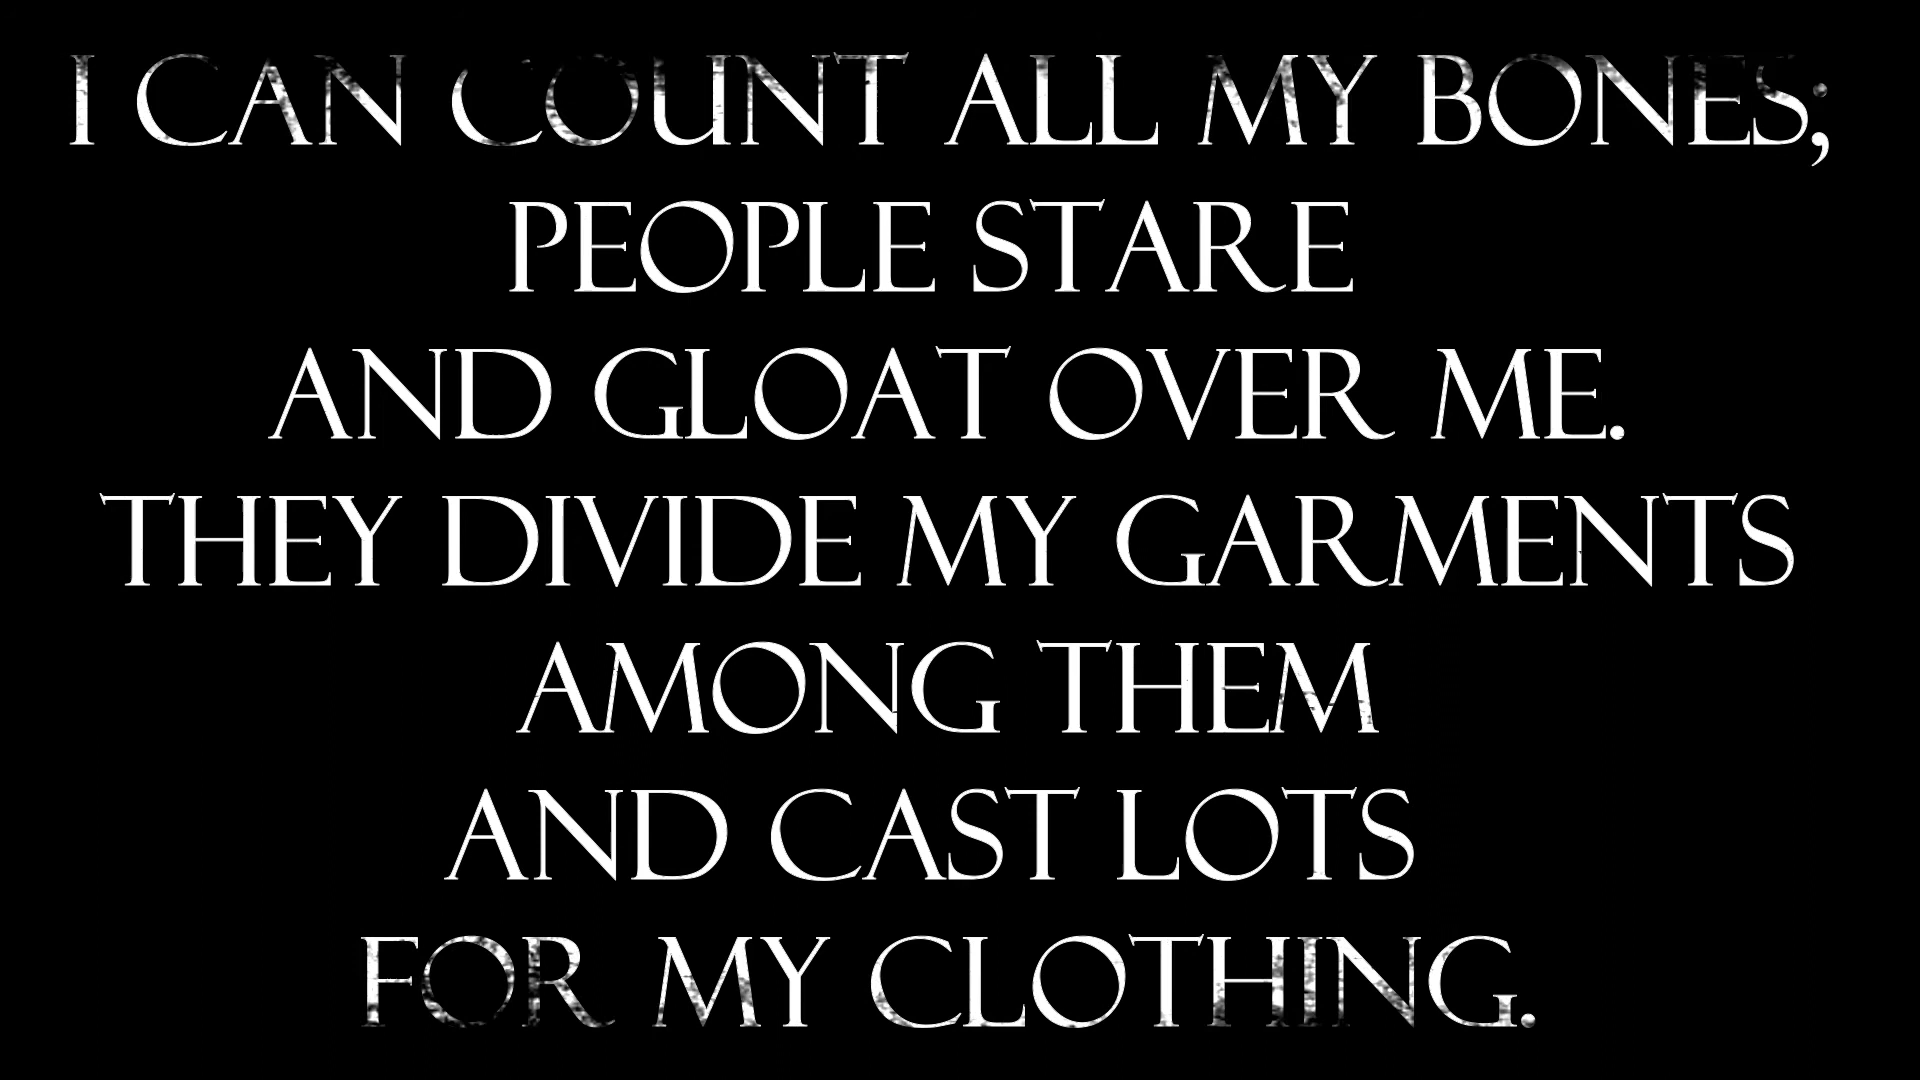 I CAN COUNT ALL MY BONES;
PEOPLE STARE
AND GLOAT OVER ME.
THEY DIVIDE MY GARMENTS
AMONG THEM
AND CAST LOTS
FOR MY CLOTHING.